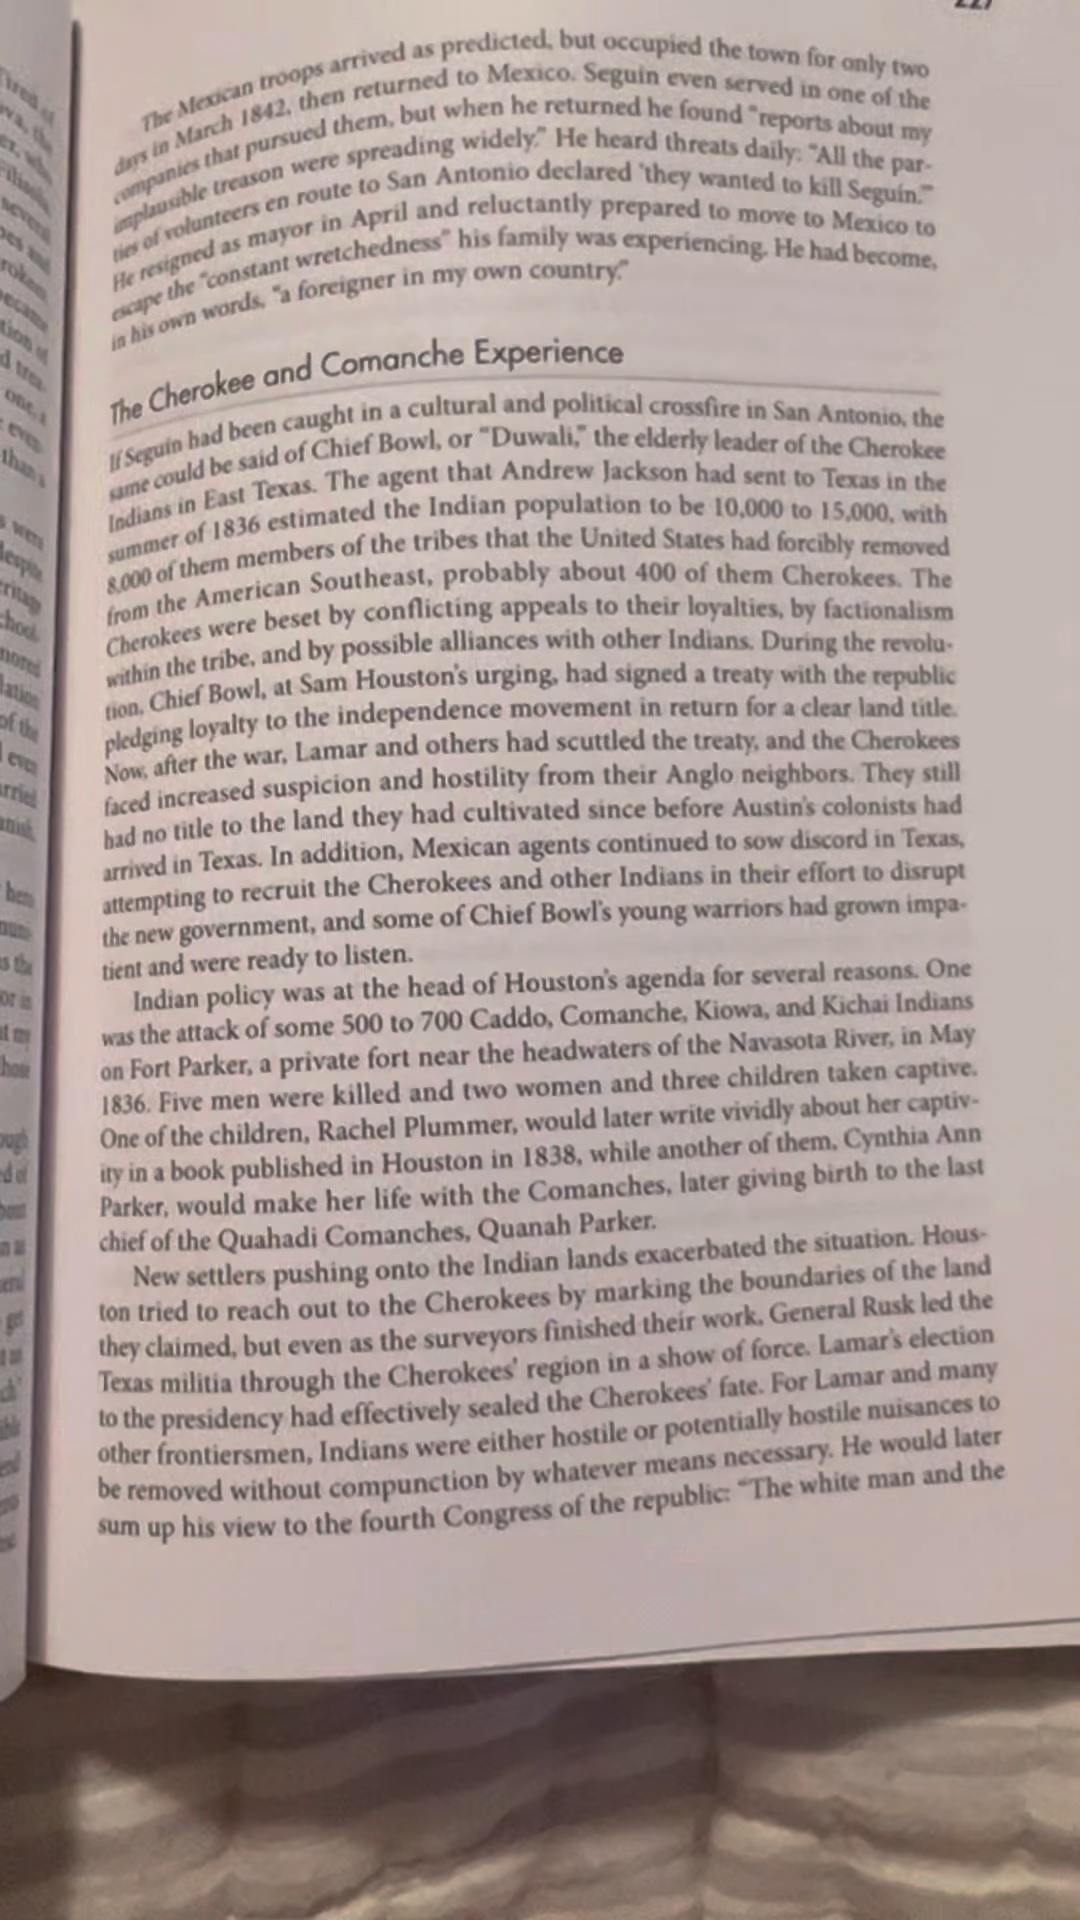 227
The Mexican troops arrived as predicted, but occupied the town for only two
days in March 1842, then returned to Mexico. Seguín even served in one of the
companies that pursued them, but when he returned he found "reports about my
implausible treason were spreading widely." He heard threats daily: "All the par-
ties of volunteers en route to San Antonio declared 'they wanted to kill Seguín.'"
He resigned as mayor in April and reluctantly prepared to move to Mexico to
escape the "constant wretchedness" his family was experiencing. He had become,
in his own words, "a foreigner in my own country."
The Cherokee and Comanche Experience
If Seguín had been caught in a cultural and political crossfire in San Antonio, the
same could be said of Chief Bowl, or "Duwali," the elderly leader of the Cherokee
Indians in East Texas. The agent that Andrew Jackson had sent to Texas in the
summer of 1836 estimated the Indian population to be 10,000 to 15,000, with
8,000 of them members of the tribes that the United States had forcibly removed
from the American Southeast, probably about 400 of them Cherokees. The
Cherokees were beset by conflicting appeals to their loyalties, by factionalism
within the tribe, and by possible alliances with other Indians. During the revolu-
tion, Chief Bowl, at Sam Houston's urging, had signed a treaty with the republic
pledging loyalty to the independence movement in return for a clear land title.
Now, after the war, Lamar and others had scuttled the treaty, and the Cherokees
faced increased suspicion and hostility from their Anglo neighbors. They still
had no title to the land they had cultivated since before Austin's colonists had
arrived in Texas. In addition, Mexican agents continued to sow discord in Texas,
attempting to recruit the Cherokees and other Indians in their effort to disrupt
the new government, and some of Chief Bowl's young warriors had grown impa-
tient and were ready to listen.
Indian policy was at the head of Houston's agenda for several reasons. One
was the attack of some 500 to 700 Caddo, Comanche, Kiowa, and Kichai Indians
on Fort Parker, a private fort near the headwaters of the Navasota River, in May
1836. Five men were killed and two women and three children taken captive.
One of the children, Rachel Plummer, would later write vividly about her captiv-
ity in a book published in Houston in 1838, while another of them, Cynthia Ann
Parker, would make her life with the Comanches, later giving birth to the last
chief of the Quahadi Comanches, Quanah Parker.
New settlers pushing onto the Indian lands exacerbated the situation. Hous-
ton tried to reach out to the Cherokees by marking the boundaries of the land
they claimed, but even as the surveyors finished their work, General Rusk led the
Texas militia through the Cherokees' region in a show of force. Lamar's election
to the presidency had effectively sealed the Cherokees' fate. For Lamar and many
other frontiersmen, Indians were either hostile or potentially hostile nuisances to
be removed without compunction by whatever means necessary. He would later
sum up his view to the fourth Congress of the republic: "The white man and the